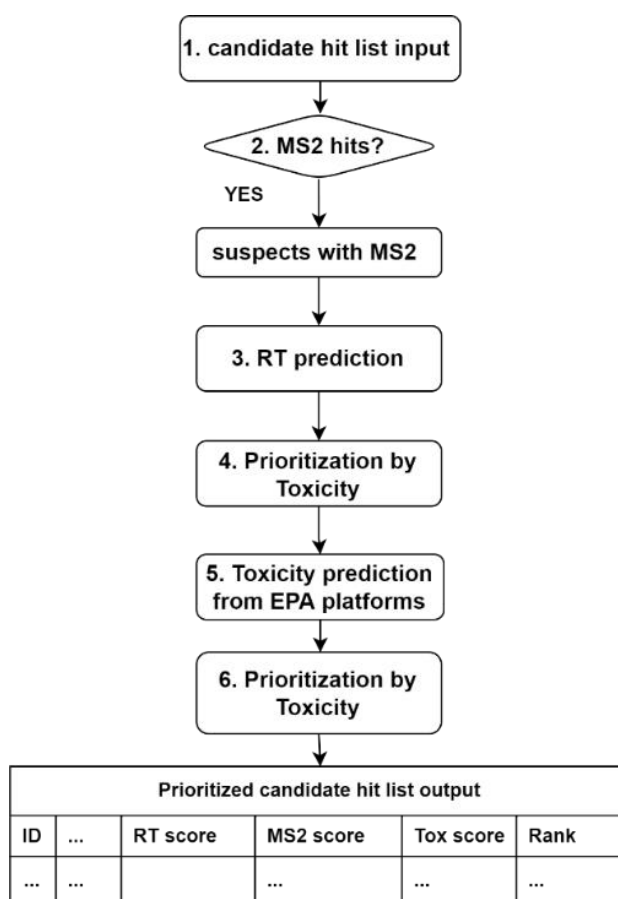 1. candidate hit list input
2. MS2 hits?
YES
suspects with MS2
3. RT prediction
4. Prioritization by
Toxicity
5. Toxicity prediction
from EPA platforms
6. Prioritization by
Toxicity
Prioritized candidate hit list output
ID ... RT score MS2 score Tox score Rank
... ... ... ... ...